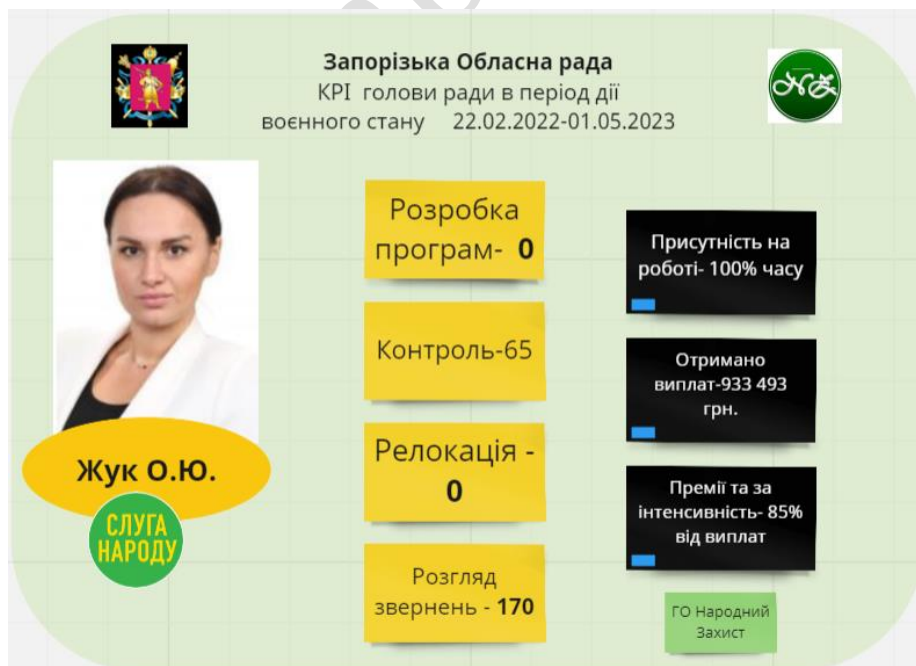 Запорізька Обласна рада
КРІ голови ради в період дії
воєнного стану 22.02.2022-01.05.2023
Жук О.Ю.
СЛУГА
НАРОДУ
Розробка
програм- 0
Контроль-65
Релокація -
0
Розгляд
звернень - 170
Присутність на
роботі- 100% часу
Отримано
виплат-933 493
грн.
Премії та за
інтенсивність- 85%
від виплат
ГО Народний
Захист